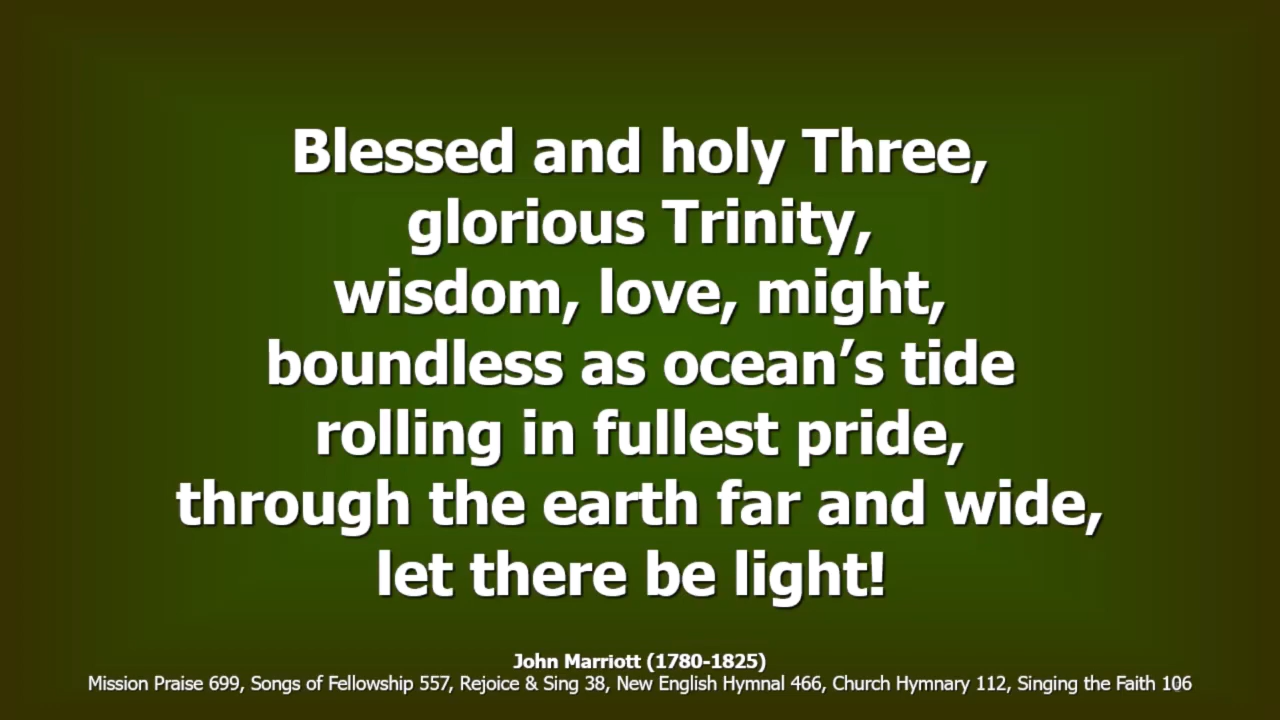 Blessed and holy Three,
glorious Trinity,
wisdom, love, might,
boundless as ocean’s tide
rolling in fullest pride,
through the earth far and wide,
let there be light!
John Marriott (1780-1825)
Mission Praise 699, Songs of Fellowship 557, Rejoice & Sing 38, New English Hymnal 466, Church Hymnary 112, Singing the Faith 106